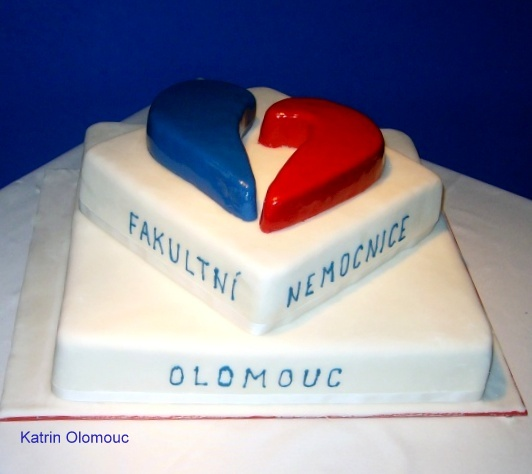 FAKULTNÍ NEMOCNICE
OLOMOUC
Katrin Olomouc